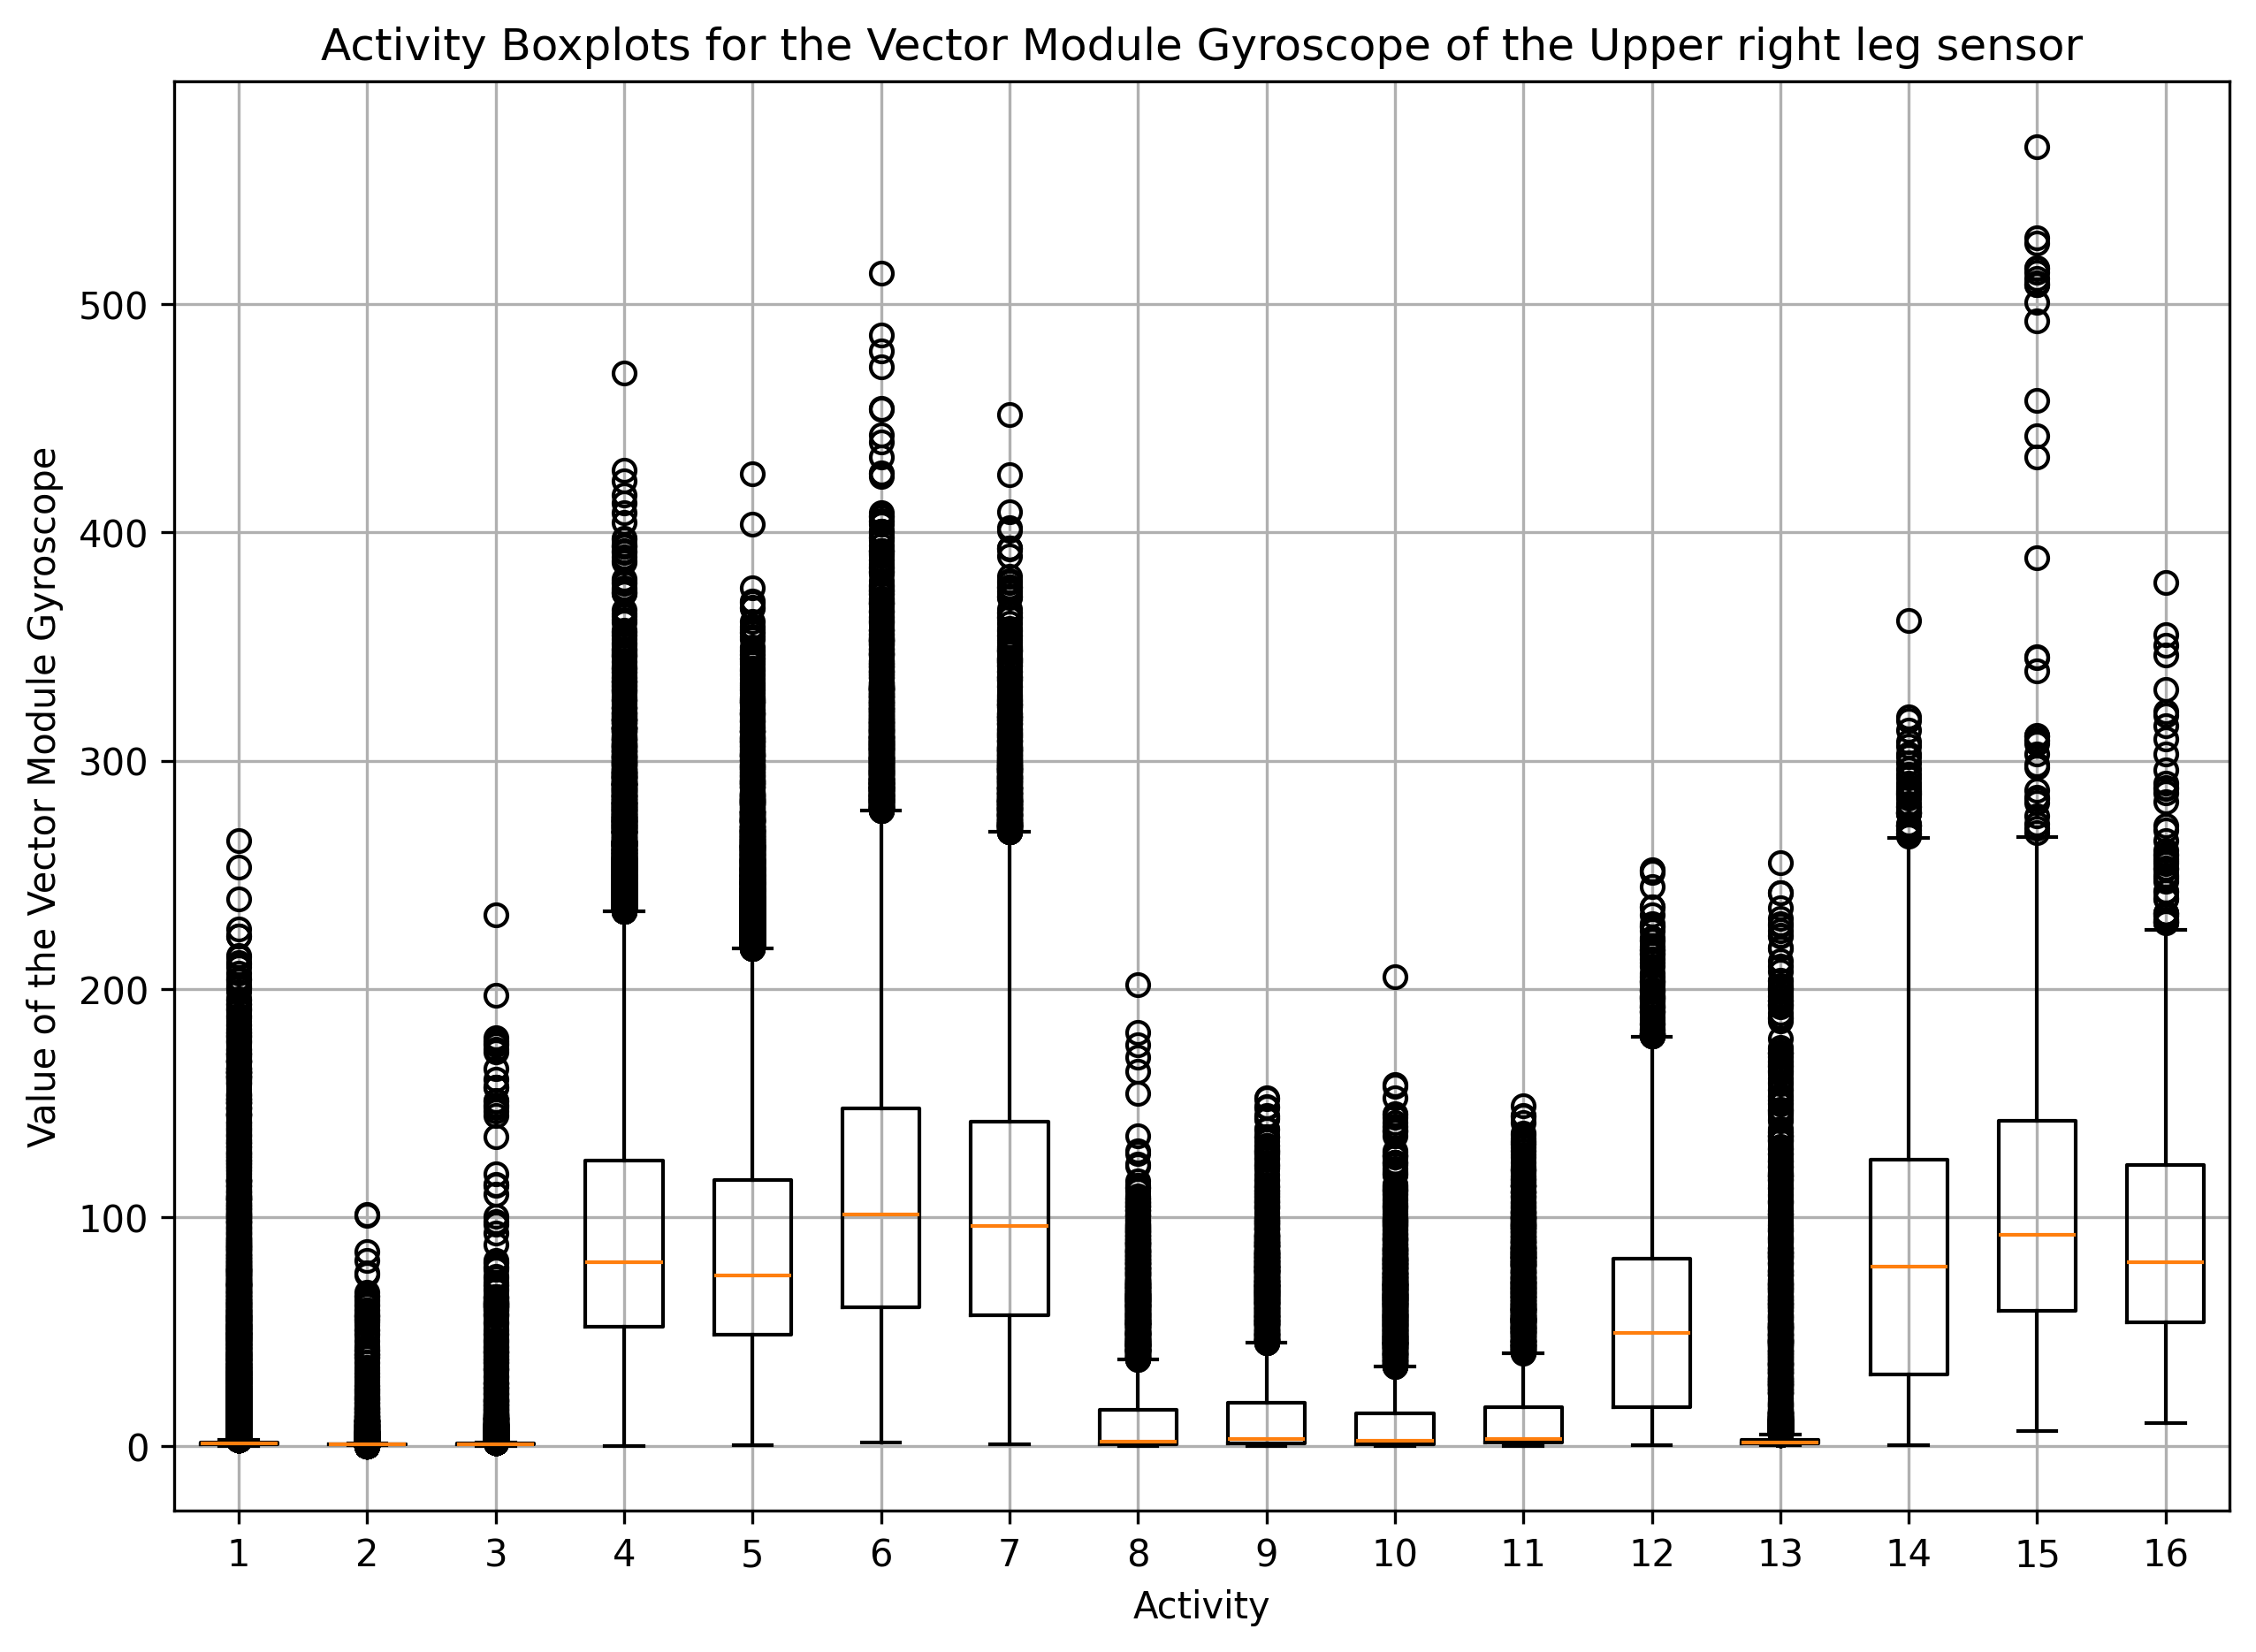 Activity Boxplots for the Vector Module Gyroscope of the Upper right leg sensor
Value of the Vector Module Gyroscope
500
400
300
200
100
0
1 2 3 4 5 6 7 8 9 10 11 12 13 14 15 16
Activity